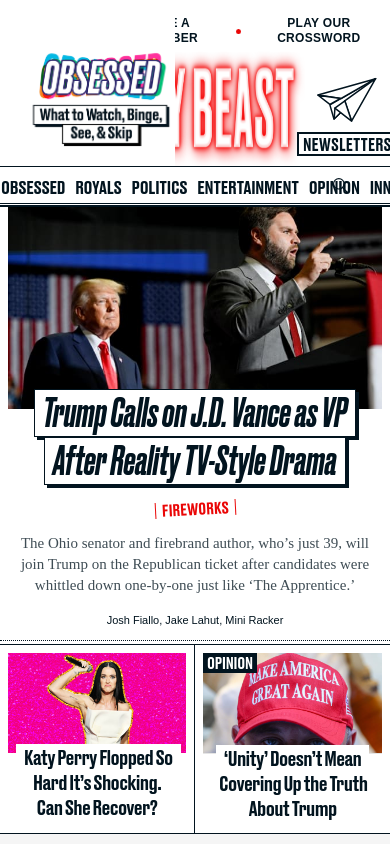 E A
BER
PLAY OUR
CROSSWORD
OBSESSED
What to Watch, Binge,
See, & Skip
Y BEAST
NEWSLETTERS
OBSESSED ROYALS POLITICS ENTERTAINMENT OPINION INN
Trump Calls on J.D. Vance as VP
After Reality TV-Style Drama
FIREWORKS
The Ohio senator and firebrand author, who’s just 39, will
join Trump on the Republican ticket after candidates were
whittled down one-by-one just like ‘The Apprentice.’
Josh Fiallo, Jake Lahut, Mini Racker
Katy Perry Flopped So
Hard It’s Shocking.
Can She Recover?
OPINION
MAKE AMERICA
GREAT AGAIN
‘Unity’ Doesn’t Mean
Covering Up the Truth
About Trump